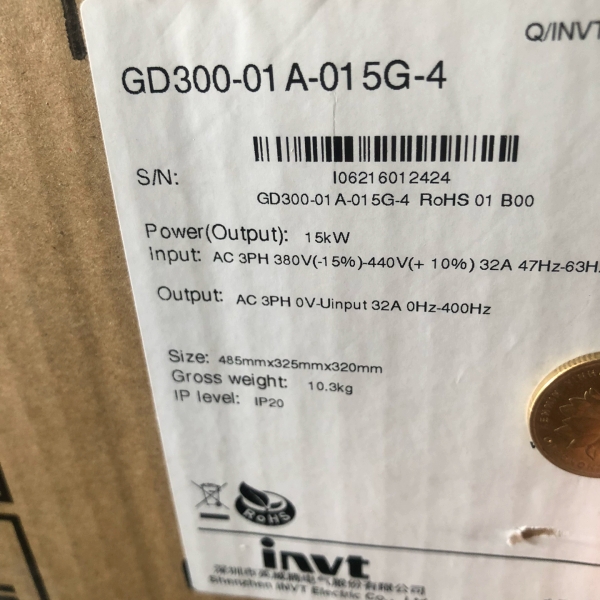 Q/INVT
GD300-01A-015G-4
S/N:
I06216012424
GD300-01A-015G-4 RoHS 01 B00
Power(Output): 15kW
Input: AC 3PH 380V(-15%)-440V(+10%) 32A 47Hz-63Hz
Output: AC 3PH 0V-Uinput 32A 0Hz-400Hz
Size: 485mmx325mmx320mm
Gross weight: 10.3kg
IP level: IP20
RoHS
invt
Shenzhen INVT Electric Co.,